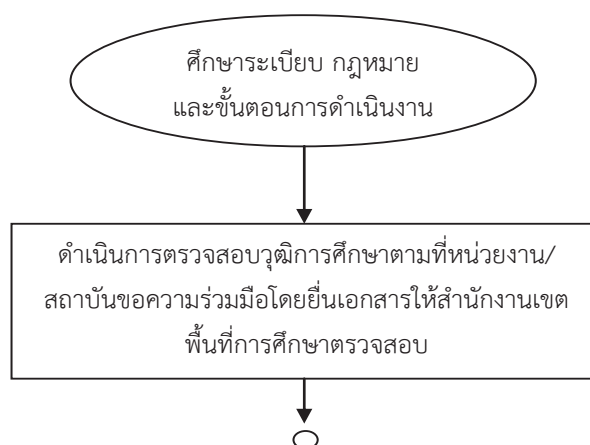 ศึกษาระเบียบ กฎหมาย
และขั้นตอนการดำเนินงาน
ดำเนินการตรวจสอบวุฒิการศึกษาตามที่หน่วยงาน/
สถาบันขอความร่วมมือโดยยื่นเอกสารให้สำนักงานเขต
พื้นที่การศึกษาตรวจสอบ